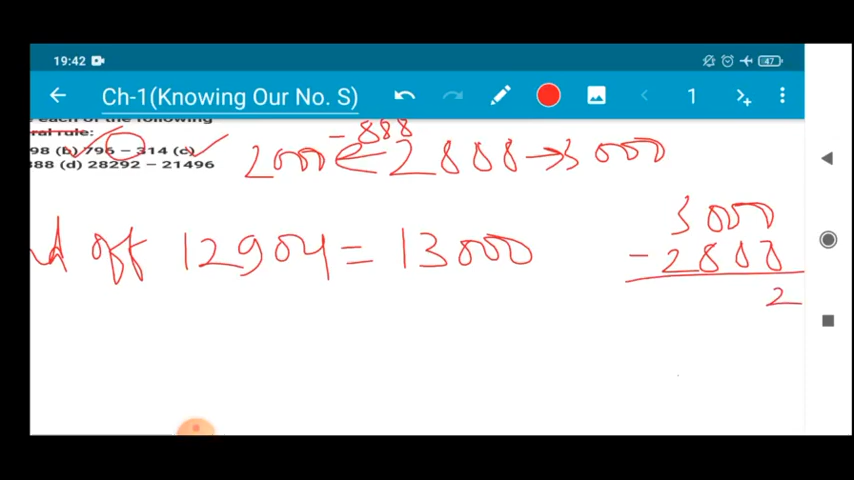 19:42
47
Ch-1(Knowing Our No. S)
1
each of the following
ral rule:
98 (b) 796 − 314 (c)
888 (d) 28292 − 21496
-888
2000 ← 2888 → 3000
off 12904 = 13000
3000
- 2888
2